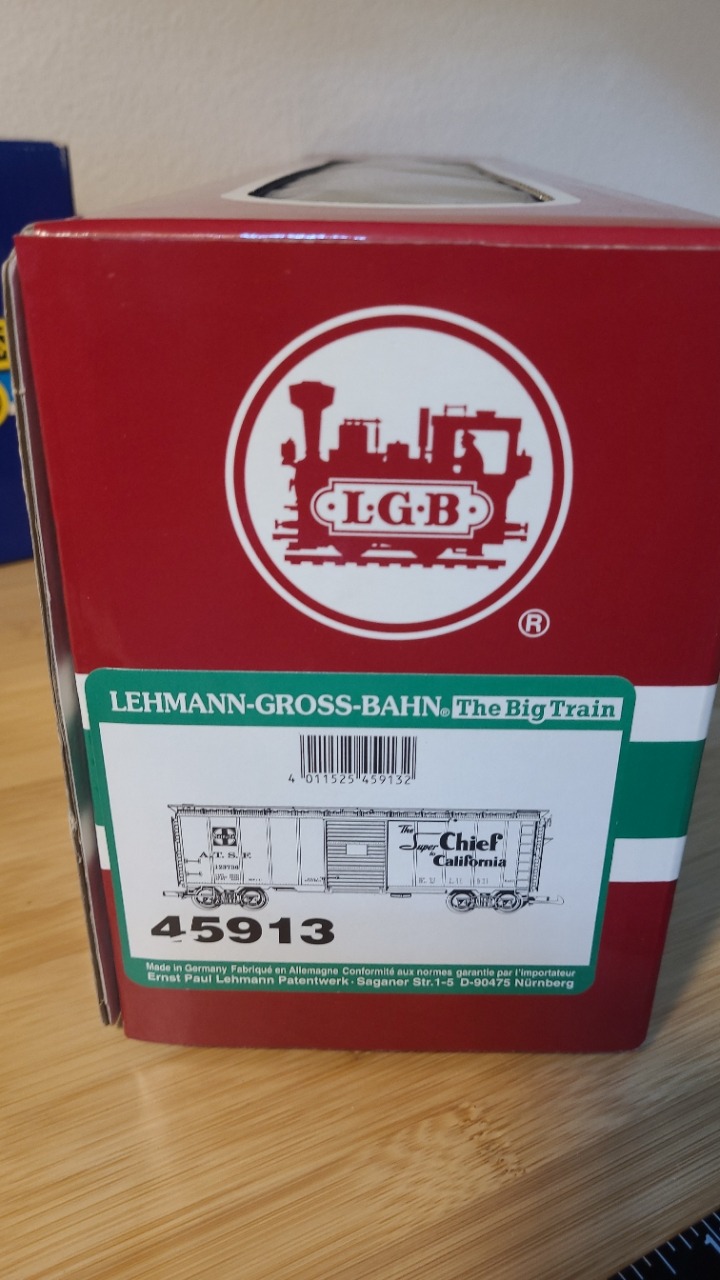 L·G·B
®
LEHMANN-GROSS-BAHN® The Big Train
4 011525 459132
The
Super Chief
to
California
A.T.S.F.
45913
Made in Germany Fabriqué en Allemagne Conformité aux normes garantie par l'importateur
Ernst Paul Lehmann Patentwerk · Saganer Str.1-5 D-90475 Nürnberg